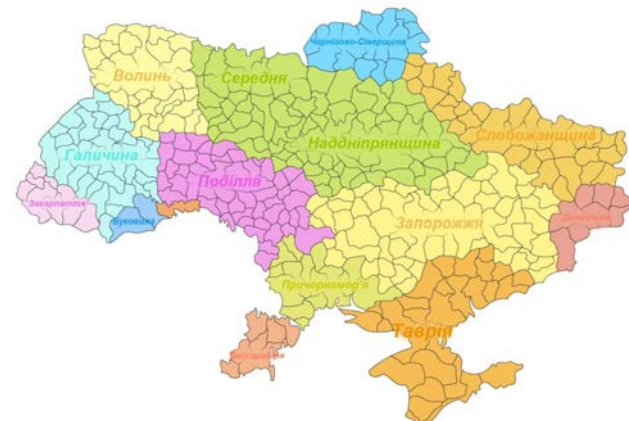 Чернігово-Сіверщина
Волинь
Середня
Наддніпрянщина
Слобожанщина
Галичина
Поділля
Закарпаття
Буковина
Запорожжя
Донеччина
Причорномор'я
Таврія
Бессарабія